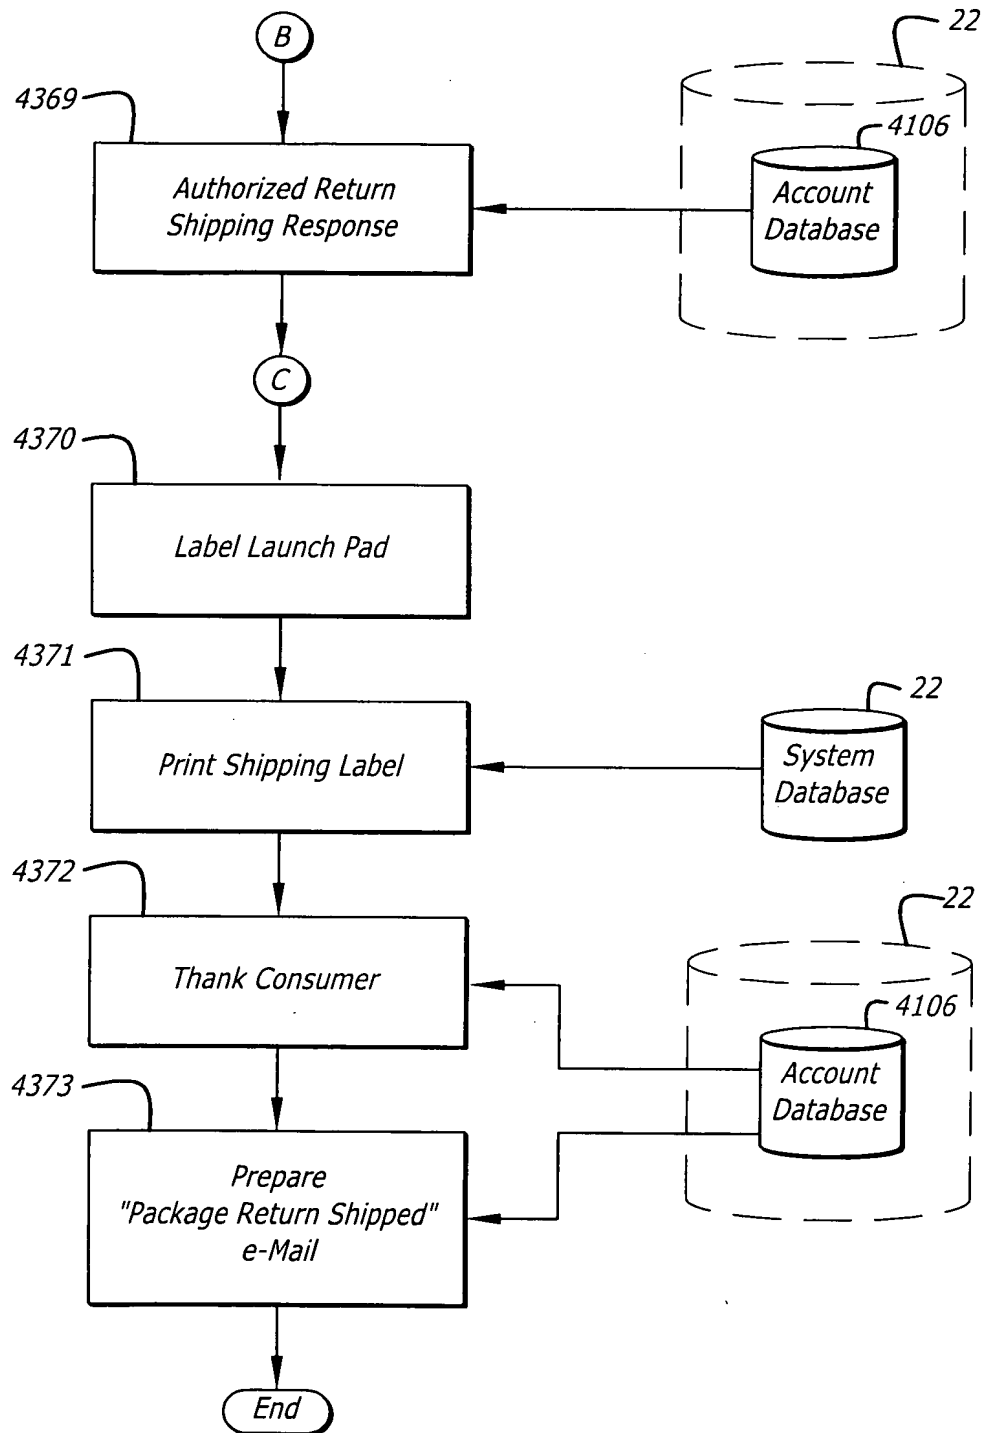 B
22
4369
4106
Authorized Return
Shipping Response
Account
Database
C
4370
Label Launch Pad
4371
22
Print Shipping Label
System
Database
4372
22
Thank Consumer
4106
4373
Account
Database
Prepare
"Package Return Shipped"
e-Mail
End